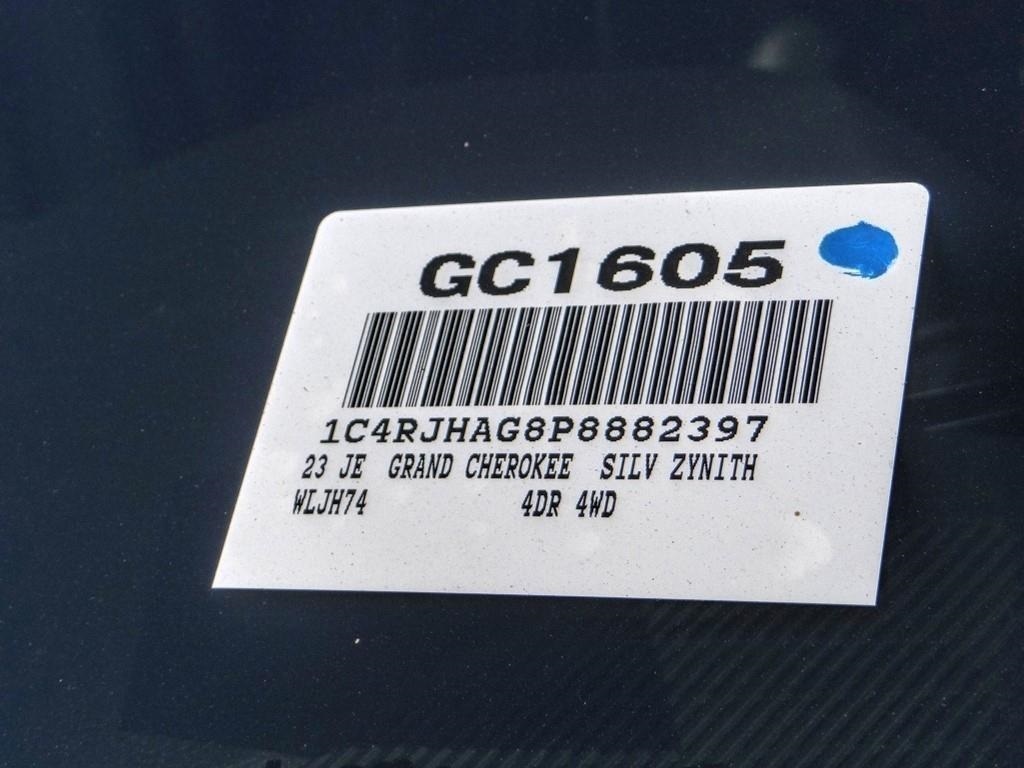 GC1605
1C4RJHAG8P8882397
23 JE GRAND CHEROKEE SILV ZYNITH
WLJH74 4DR 4WD